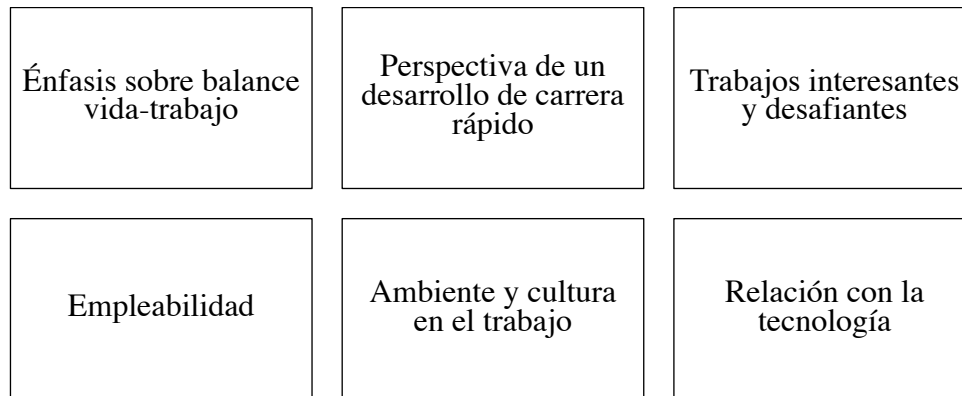 Énfasis sobre balance
vida-trabajo
Perspectiva de un
desarrollo de carrera
rápido
Trabajos interesantes
y desafiantes
Empleabilidad
Ambiente y cultura
en el trabajo
Relación con la
tecnología